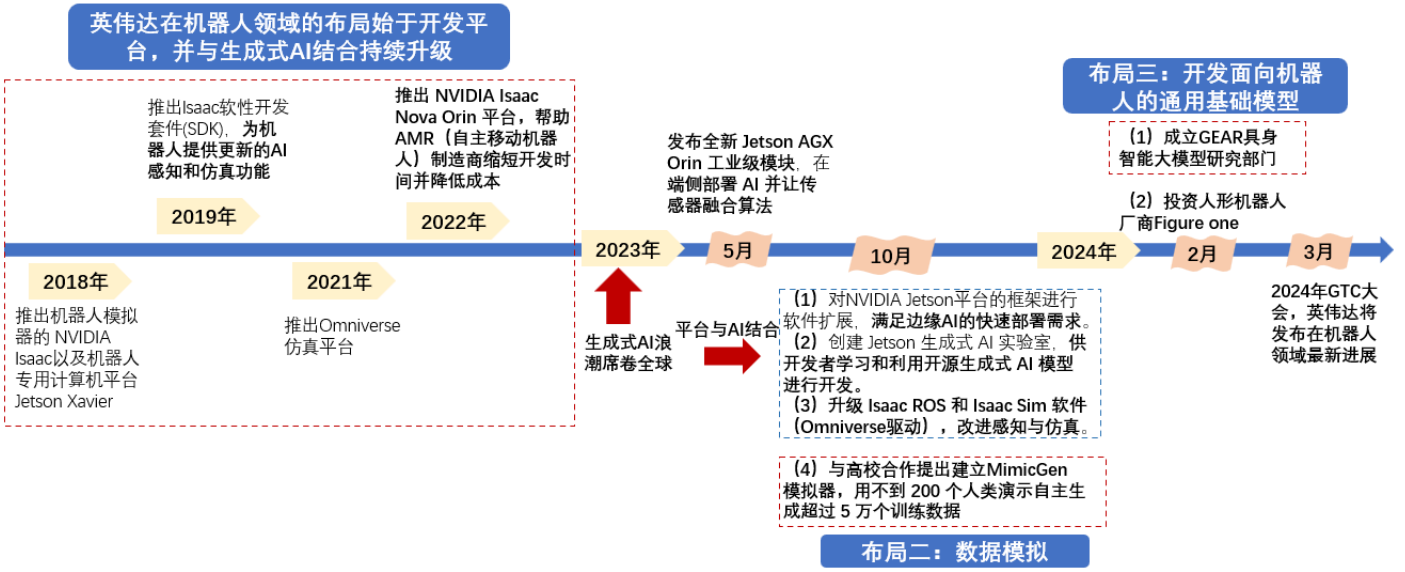 英伟达在机器人领域的布局始于开发平
台，并与生成式AI结合持续升级
推出Isaac软性开发
套件(SDK)，为机
器人提供更新的AI
感知和仿真功能
2019年
推出 NVIDIA Isaac
Nova Orin 平台，帮助
AMR（自主移动机器
人）制造商缩短开发时
间并降低成本
2022年
2018年
推出机器人模拟
器的 NVIDIA
Isaac以及机器人
专用计算机平台
Jetson Xavier
2021年
推出Omniverse
仿真平台
2023年
生成式AI浪
潮席卷全球
发布全新 Jetson AGX
Orin 工业级模块，在
端侧部署 AI 并让传
感器融合算法
5月
平台与AI结合
10月
（1）对NVIDIA Jetson平台的框架进行
软件扩展，满足边缘AI的快速部署需求。
（2）创建 Jetson 生成式 AI 实验室，供
开发者学习和利用开源生成式 AI 模型
进行开发。
（3）升级 Isaac ROS 和 Isaac Sim 软件
（Omniverse驱动），改进感知与仿真。
（4）与高校合作提出建立MimicGen
模拟器，用不到 200 个人类演示自主生
成超过 5 万个训练数据
布局二：数据模拟
布局三：开发面向机器
人的通用基础模型
（1）成立GEAR具身
智能大模型研究部门
（2）投资人形机器人
厂商Figure one
2024年
2月
3月
2024年GTC大
会，英伟达将
发布在机器人
领域最新进展